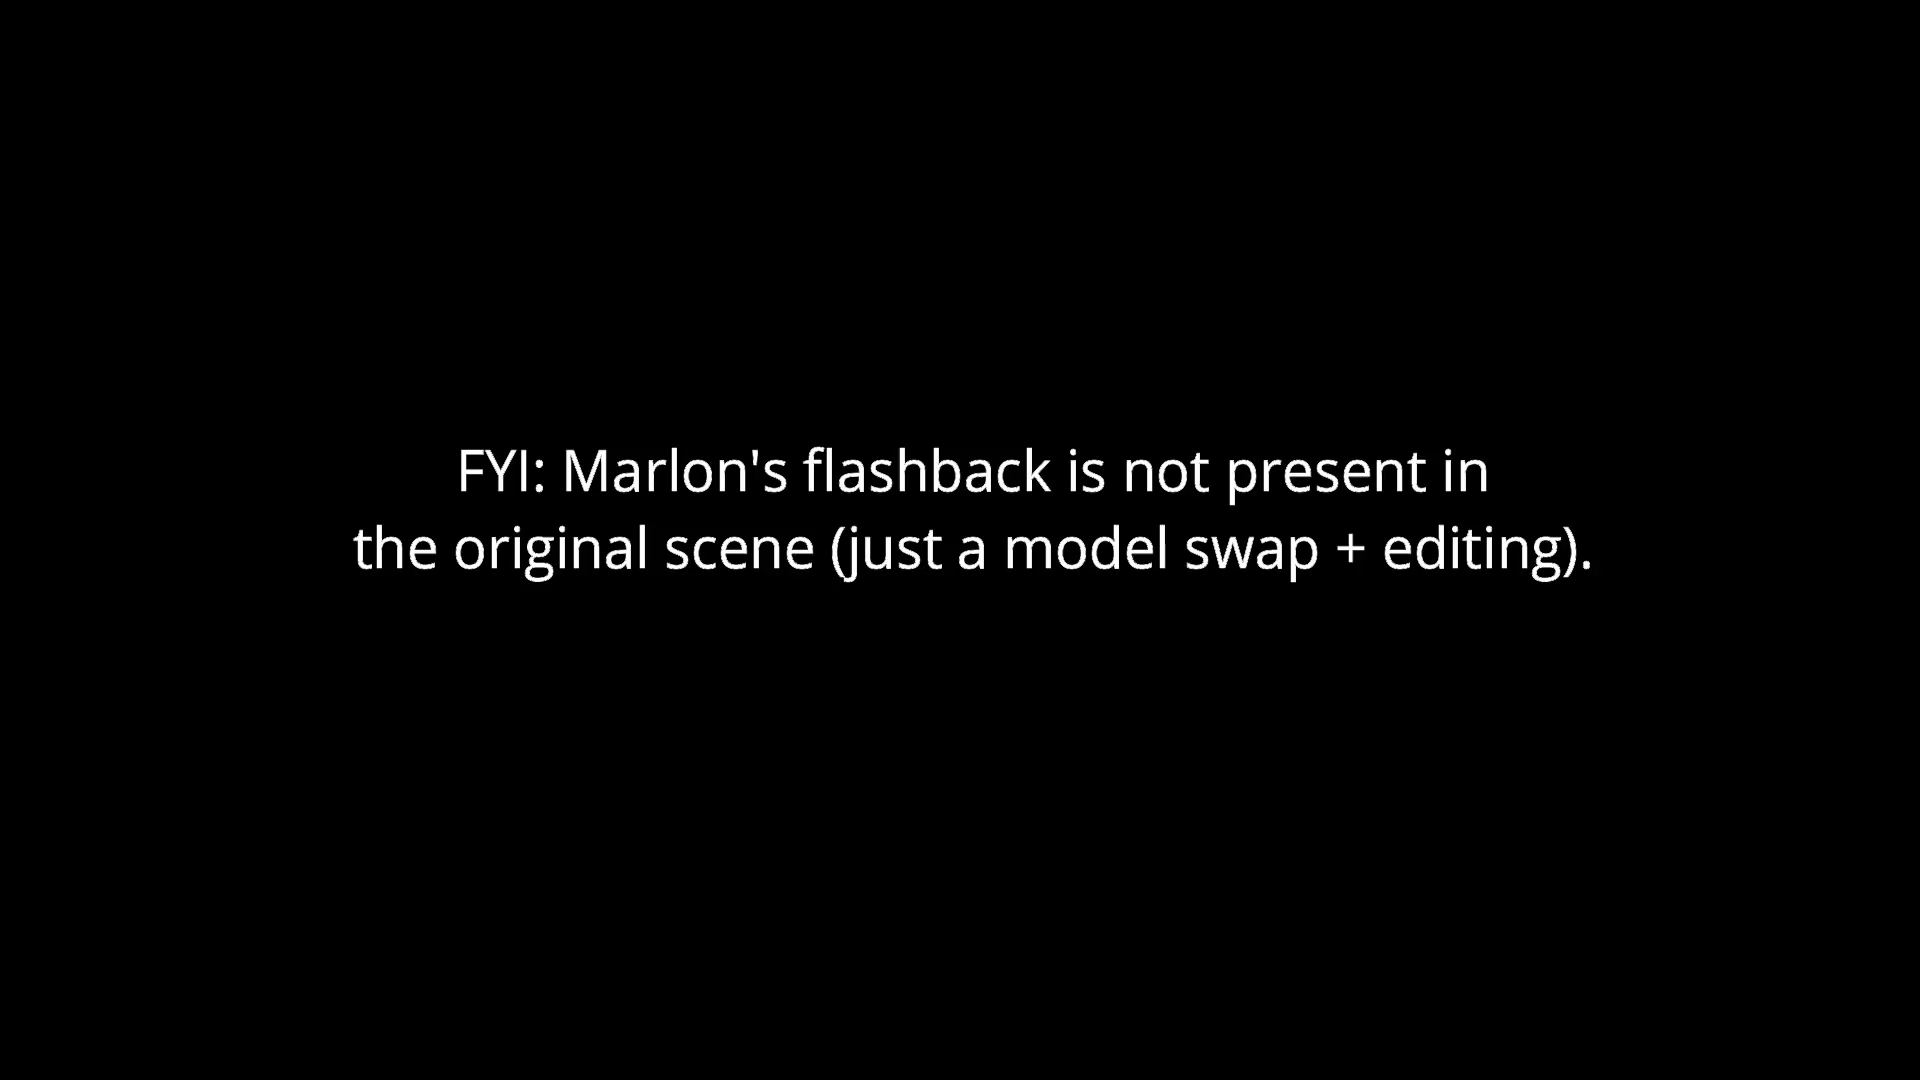 FYI: Marlon's flashback is not present in
the original scene (just a model swap + editing).